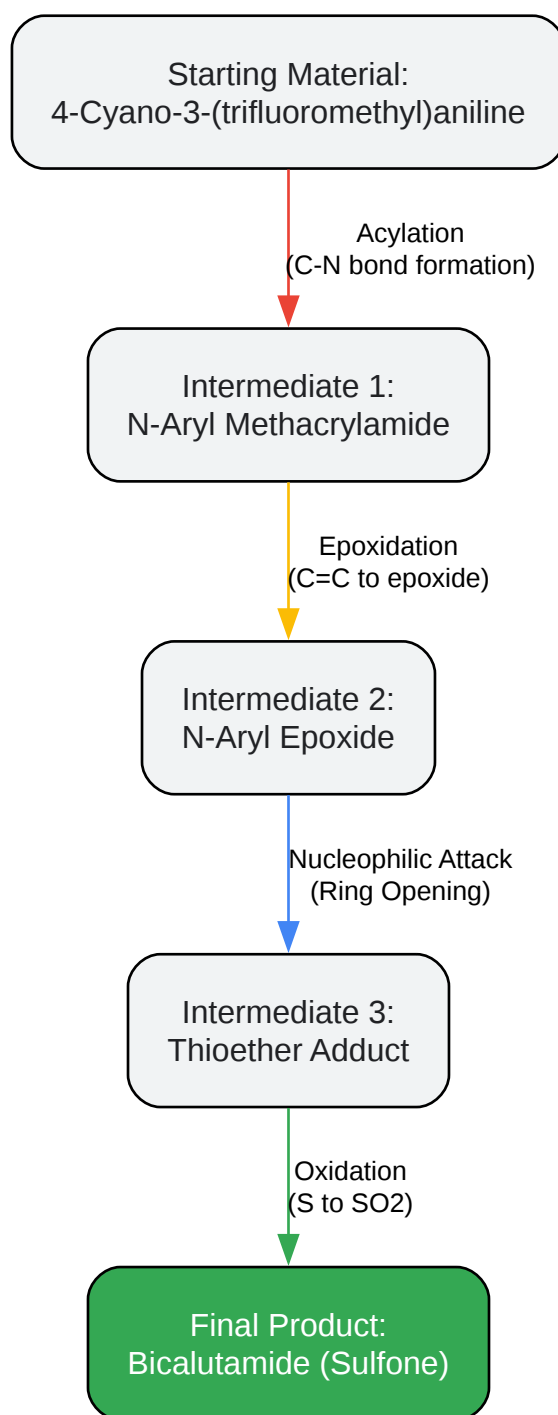 Starting Material:
4-Cyano-3-(trifluoromethyl)aniline
Acylation
(C-N bond formation)
Intermediate 1:
N-Aryl Methacrylamide
Epoxidation
(C=C to epoxide)
Intermediate 2:
N-Aryl Epoxide
Nucleophilic Attack
(Ring Opening)
Intermediate 3:
Thioether Adduct
Oxidation
(S to SO2)
Final Product:
Bicalutamide (Sulfone)